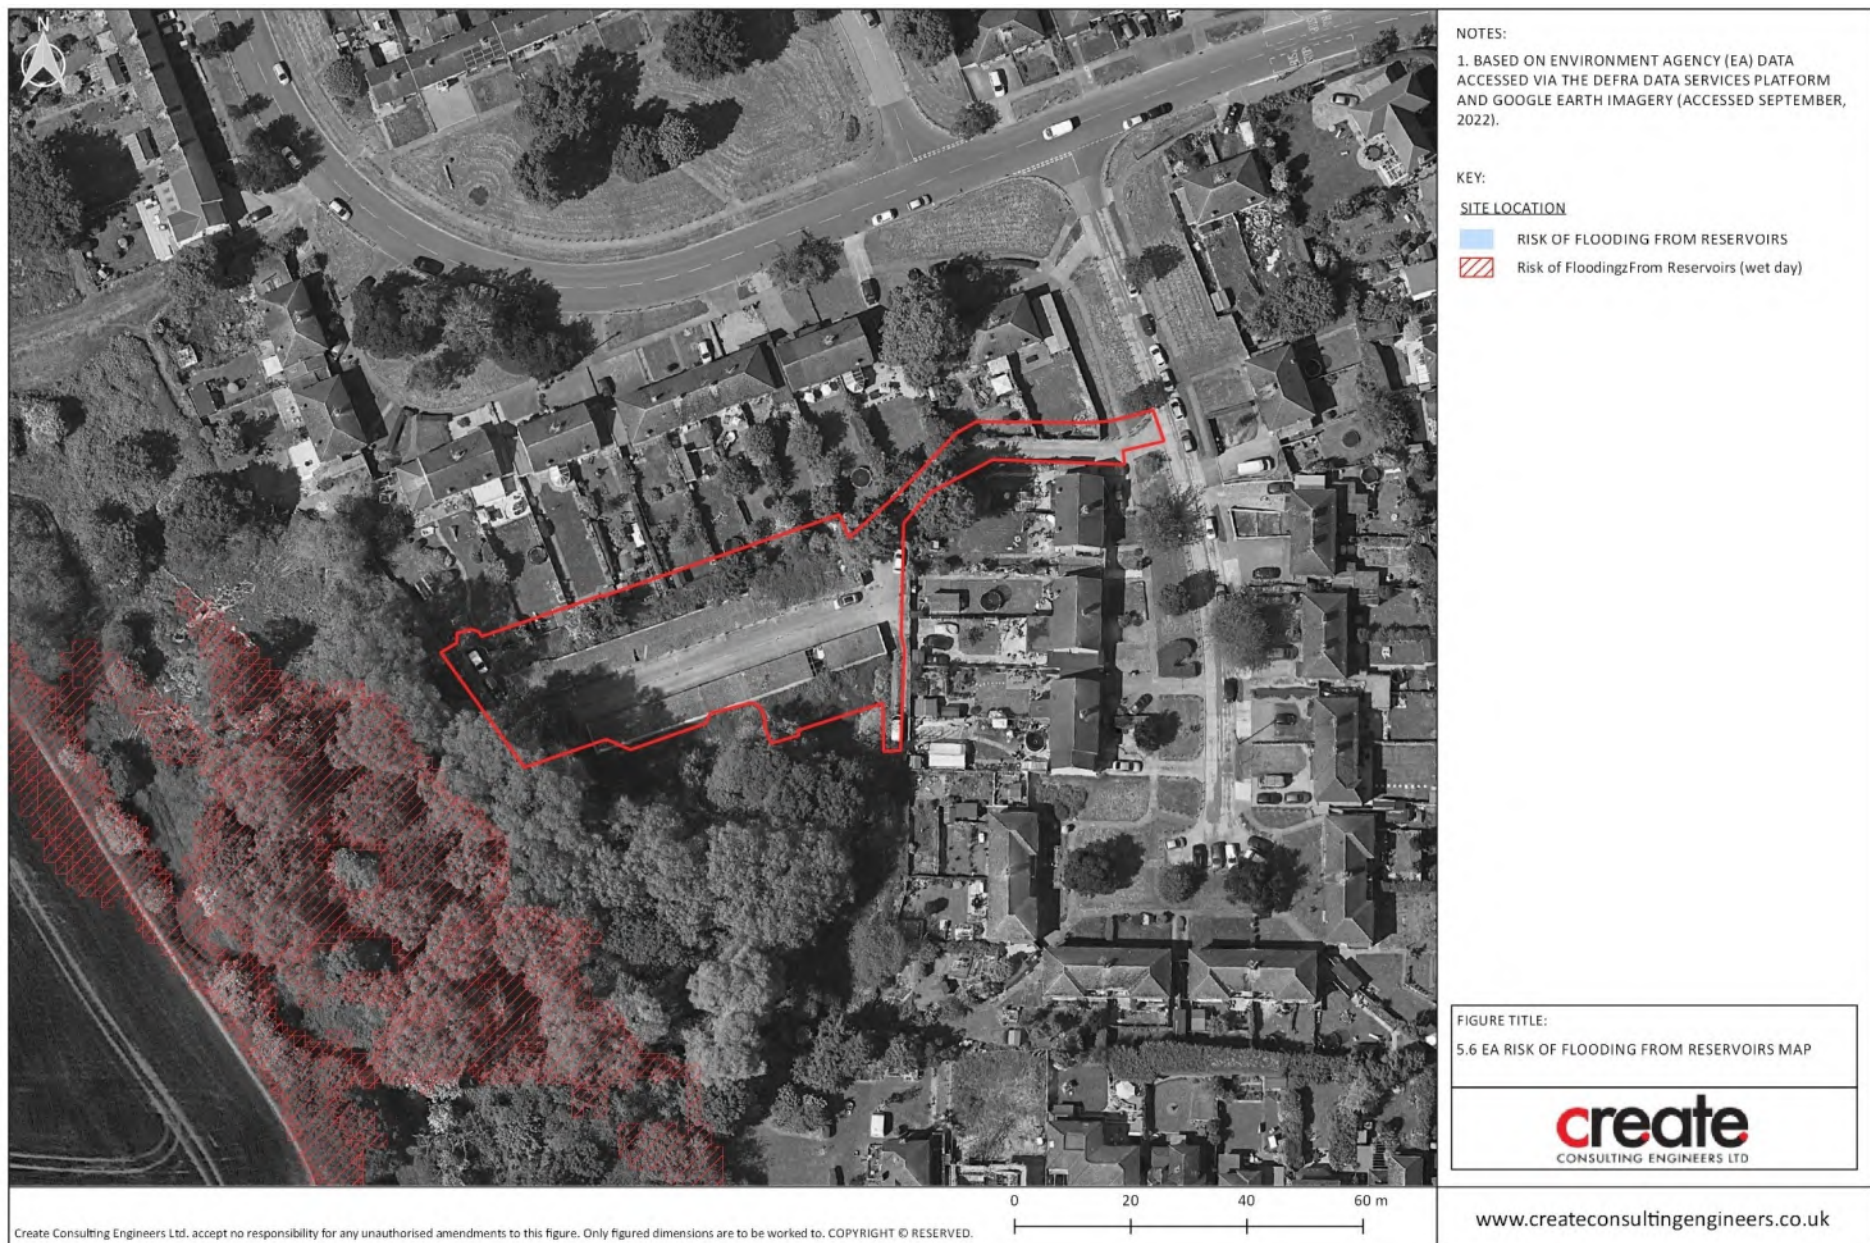 N
NOTES:
1. BASED ON ENVIRONMENT AGENCY (EA) DATA
ACCESSED VIA THE DEFRA DATA SERVICES PLATFORM
AND GOOGLE EARTH IMAGERY (ACCESSED SEPTEMBER,
2022).
KEY:
SITE LOCATION
RISK OF FLOODING FROM RESERVOIRS
Risk of FloodingzFrom Reservoirs (wet day)
FIGURE TITLE:
5.6 EA RISK OF FLOODING FROM RESERVOIRS MAP
create
CONSULTING ENGINEERS LTD
www.createconsultingengineers.co.uk
0 20 40 60 m
Create Consulting Engineers Ltd. accept no responsibility for any unauthorised amendments to this figure. Only figured dimensions are to be worked to. COPYRIGHT © RESERVED.